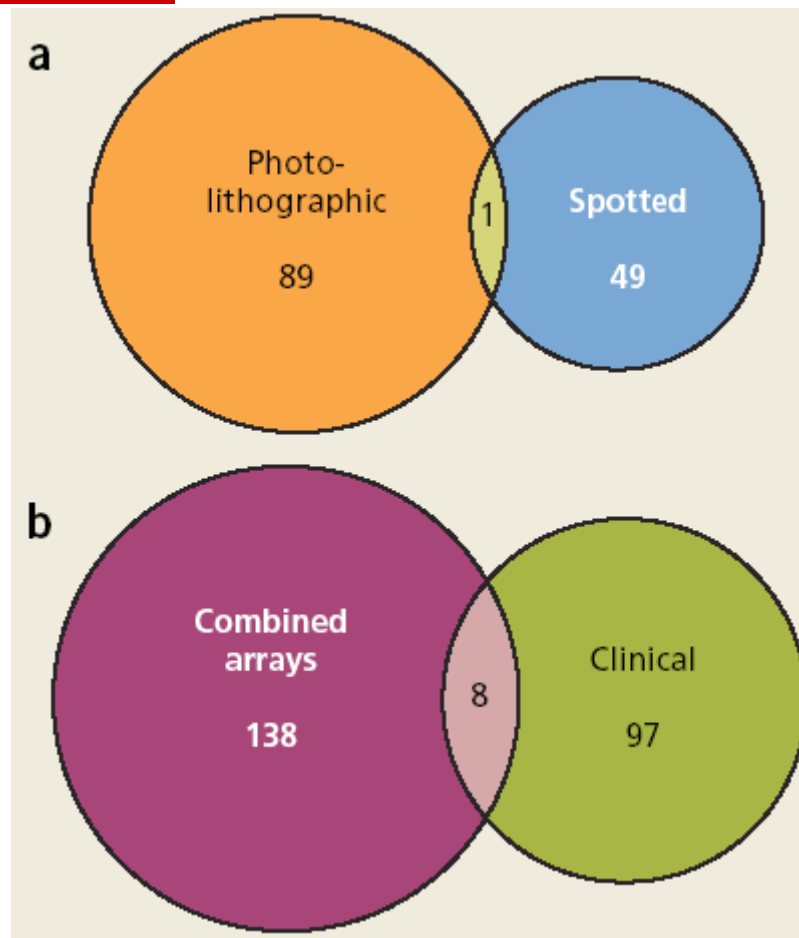 a
Photo-
lithographic
89
1
Spotted
49
b
Combined
arrays
138
8
Clinical
97